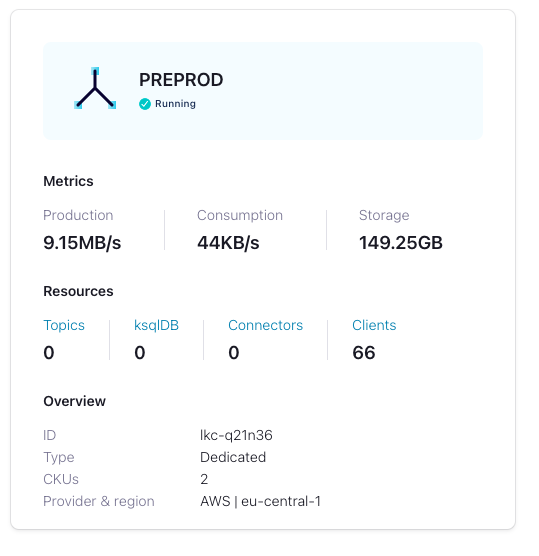 PREPROD
Running
Metrics
Production Consumption Storage
9.15MB/s 44KB/s 149.25GB
Resources
Topics ksqlDB Connectors Clients
0 0 0 66
Overview
ID lkc-q21n36
Type Dedicated
CKUs 2
Provider & region AWS | eu-central-1